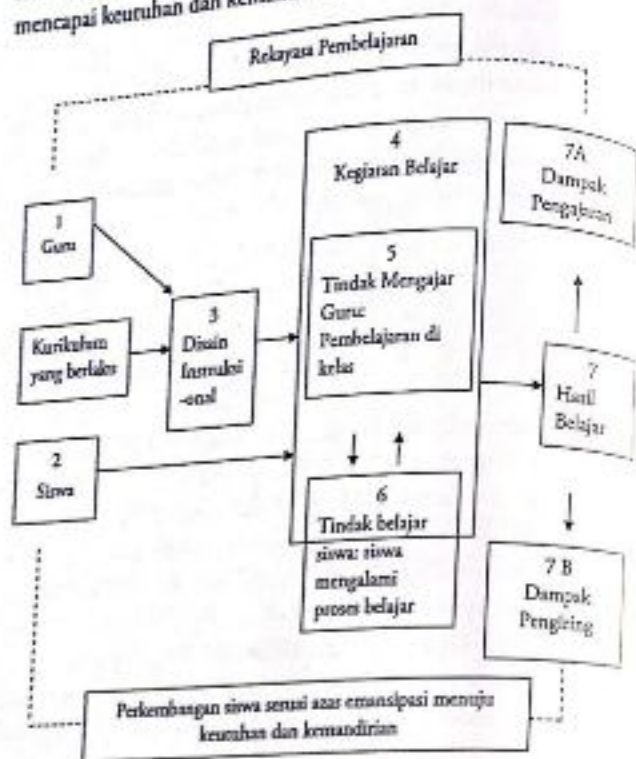 mencapai keutuhan dan
Rekayasa Pembelajaran
4
Kegiatan Belajar
7A
Dampak
Pengajaran
1
Guru
5
Tindak Mengajar
Guru:
Pembelajaran di
kelas
3
Disain
Instruksi
-onal
Kurikulum
yang berlaku
7
Hasil
Belajar
2
Siswa
6
Tindak belajar
siswa: siswa
mengalami
proses belajar
7 B
Dampak
Pengiring
Perkembangan siswa sesuai azas emansipasi menuju
keutuhan dan kemandirian